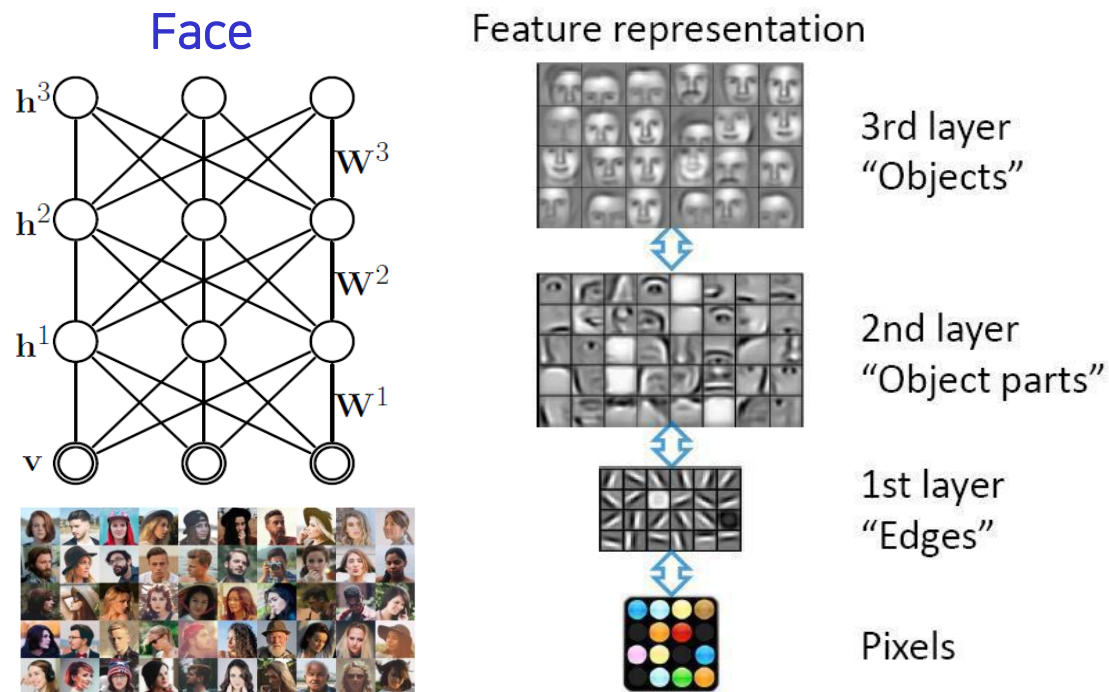 Face
h³
W³
h²
W²
h¹
W¹
v
Feature representation
3rd layer
“Objects”
2nd layer
“Object parts”
1st layer
“Edges”
Pixels